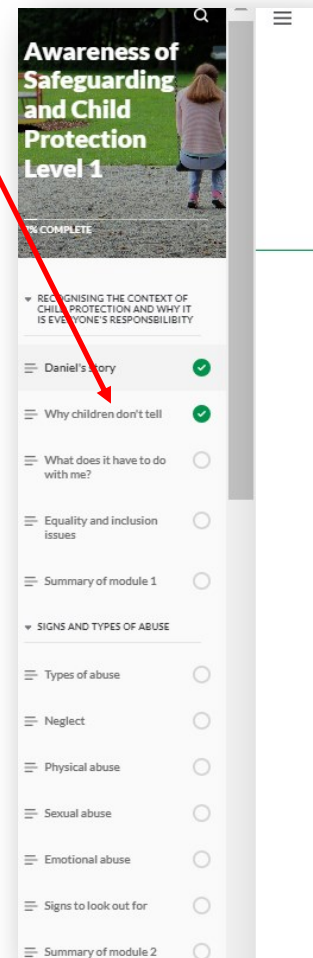 Awareness of
Safeguarding
and Child
Protection
Level 1
% COMPLETE
RECOGNISING THE CONTEXT OF
CHILD PROTECTION AND WHY IT
IS EVERYONE'S RESPONSBILIBITY
Daniel's story
Why children don't tell
What does it have to do
with me?
Equality and inclusion
issues
Summary of module 1
SIGNS AND TYPES OF ABUSE
Types of abuse
Neglect
Physical abuse
Sexual abuse
Emotional abuse
Signs to look out for
Summary of module 2